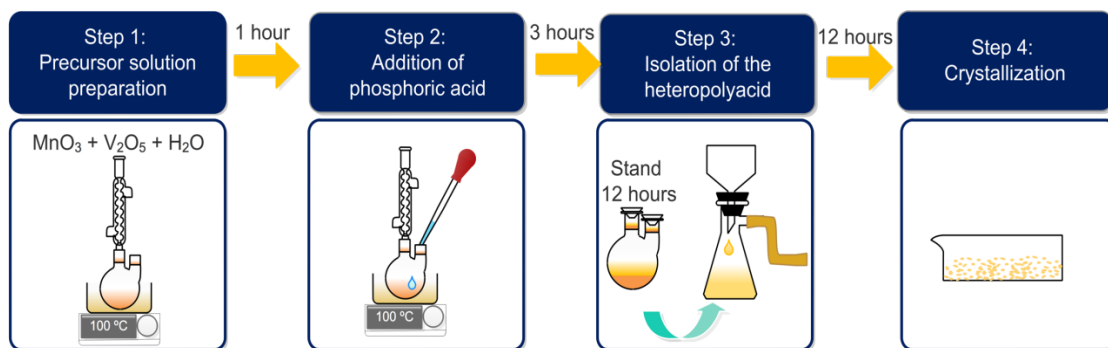 Step 1:
Precursor solution
preparation
1 hour
Step 2:
Addition of
phosphoric acid
3 hours
Step 3:
Isolation of the
heteropolyacid
12 hours
Step 4:
Crystallization
MnO₃ + V₂O₅ + H₂O
100 ºC
100 ºC
Stand
12 hours